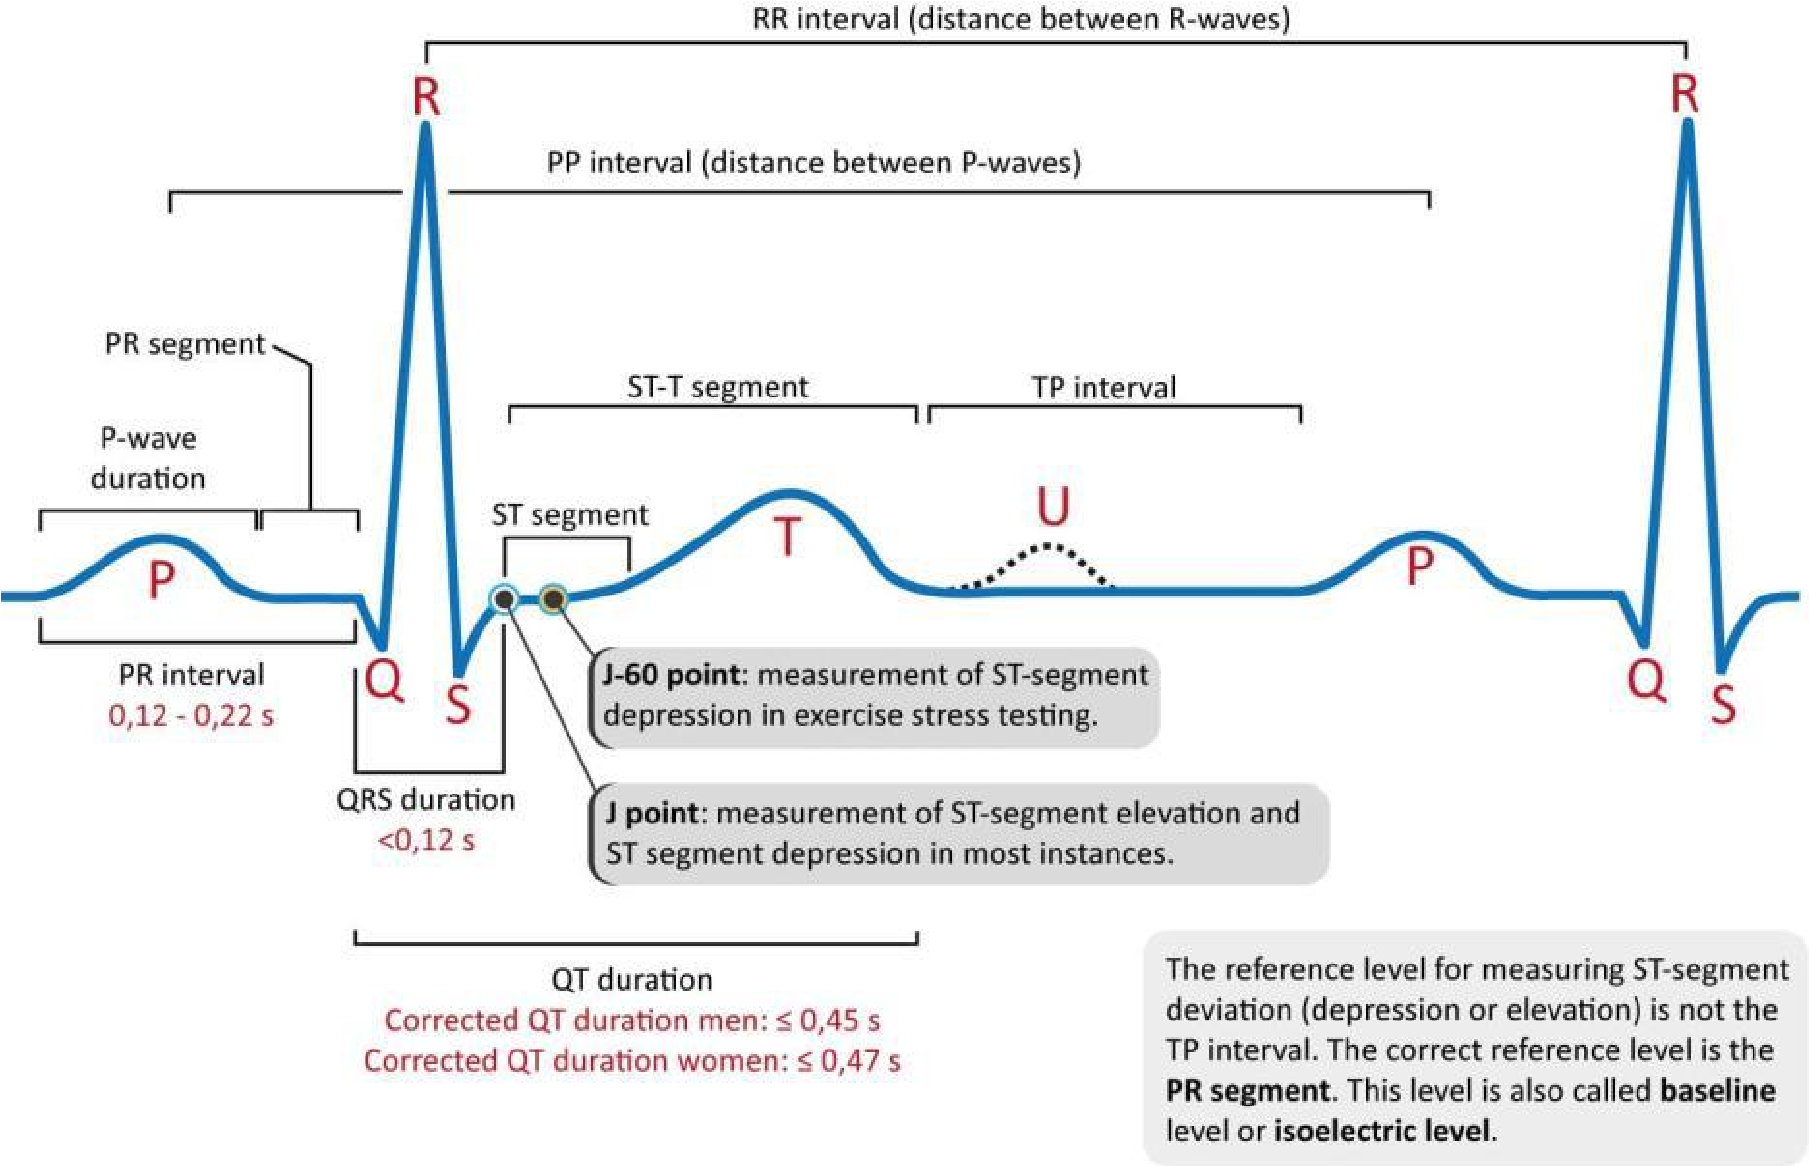 RR interval (distance between R-waves)
R
R
PP interval (distance between P-waves)
PR segment
ST-T segment
TP interval
P-wave
duration
ST segment
U
T
P
P
Q
S
Q
S
PR interval
0,12 - 0,22 s
J-60 point: measurement of ST-segment
depression in exercise stress testing.
QRS duration
<0,12 s
J point: measurement of ST-segment elevation and
ST segment depression in most instances.
QT duration
Corrected QT duration men: ≤ 0,45 s
Corrected QT duration women: ≤ 0,47 s
The reference level for measuring ST-segment
deviation (depression or elevation) is not the
TP interval. The correct reference level is the
PR segment. This level is also called baseline
level or isoelectric level.